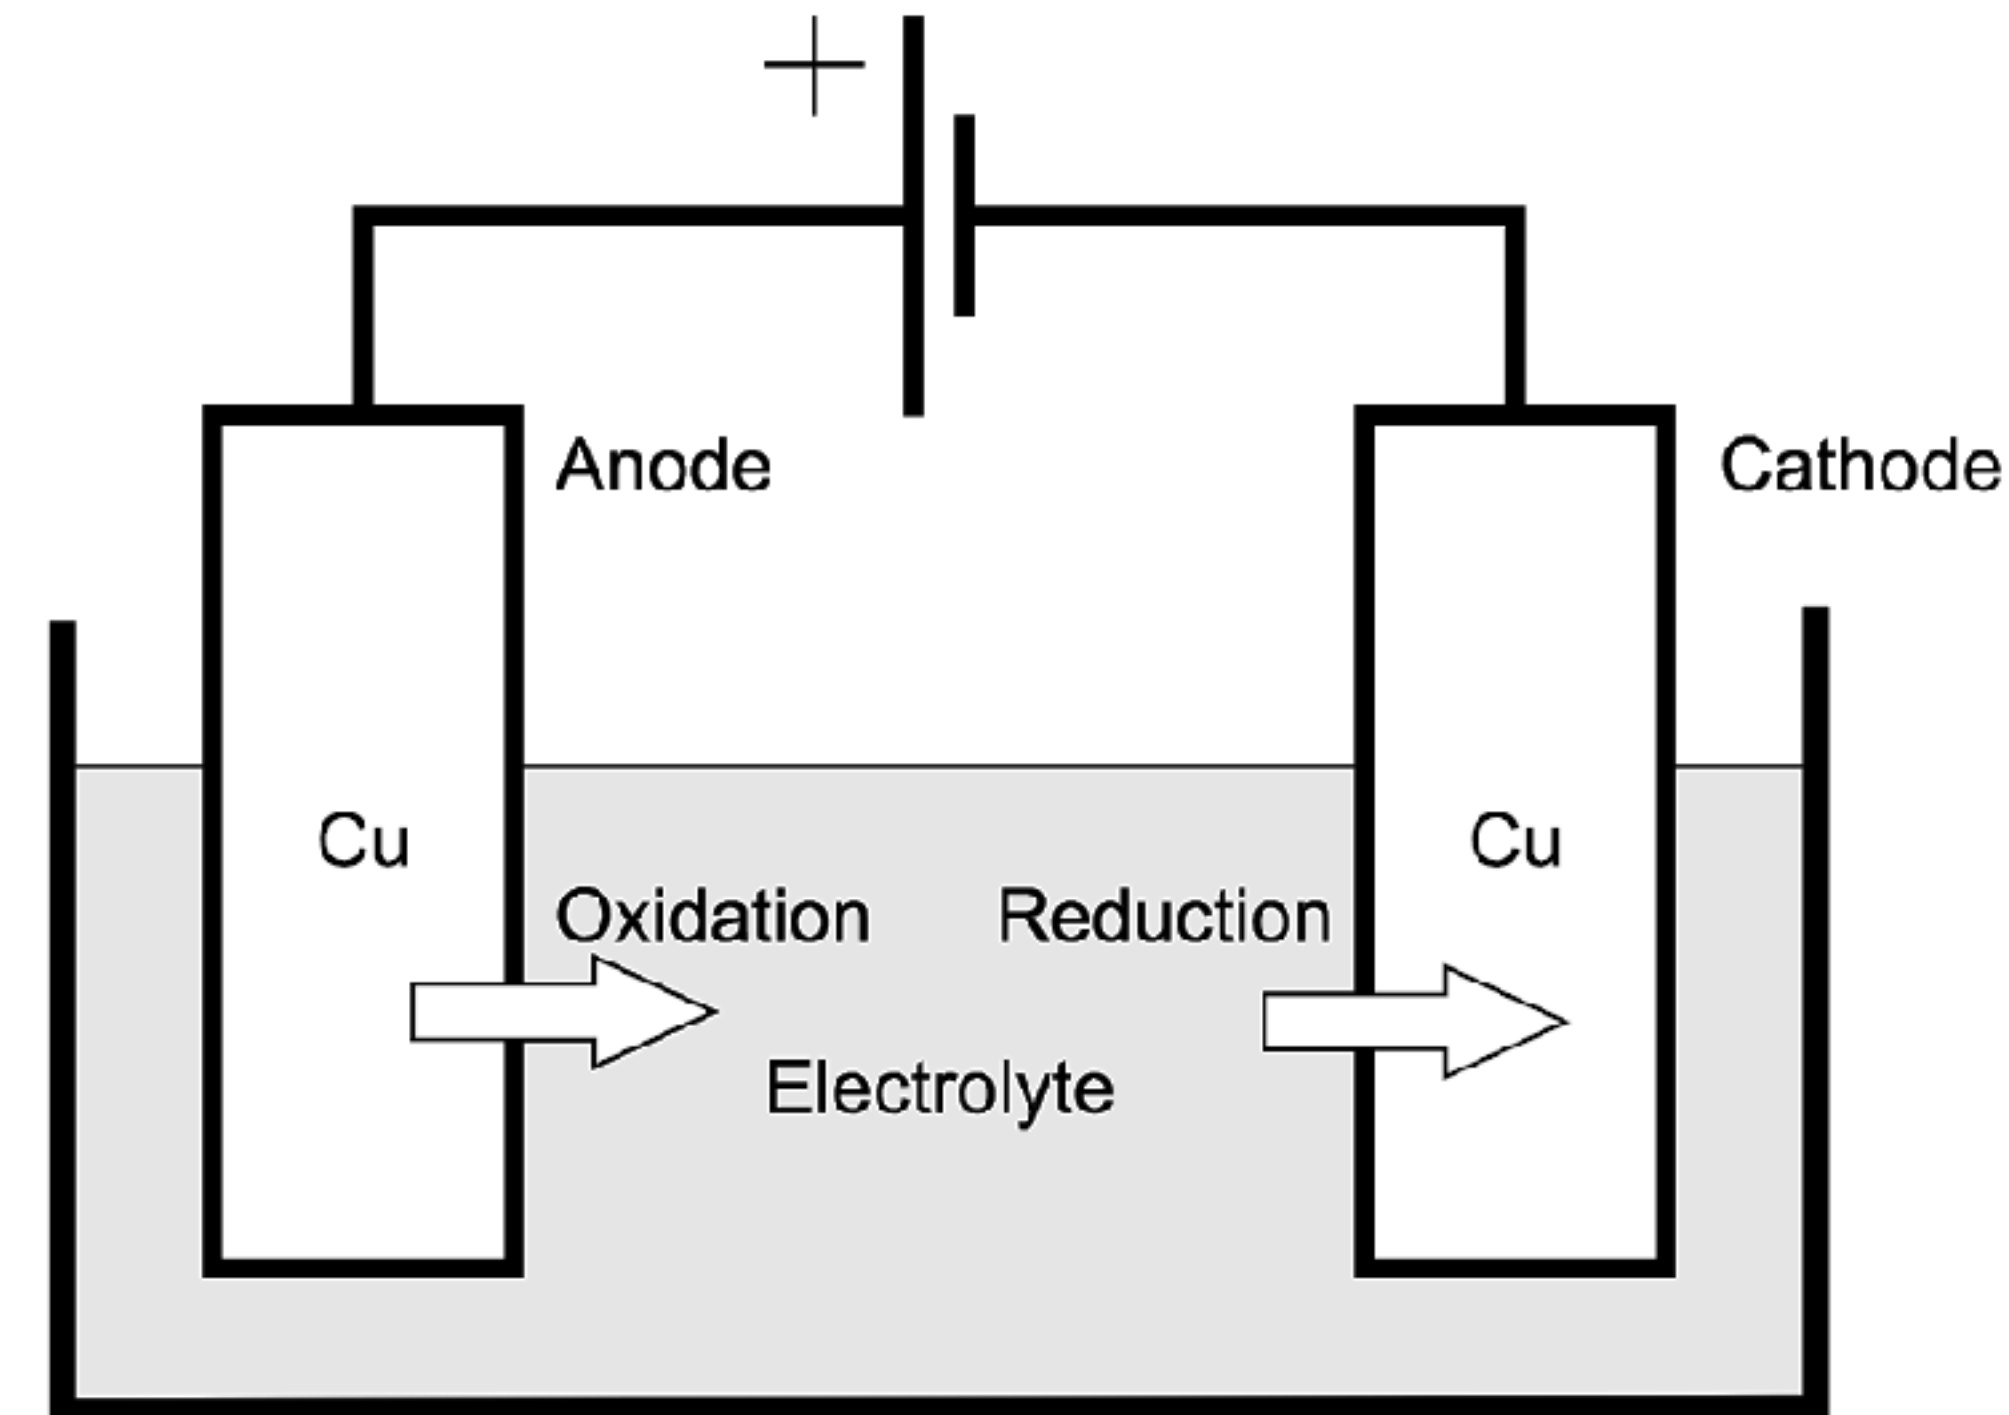 +
Anode
Cathode
Cu
Cu
Oxidation
Reduction
Electrolyte